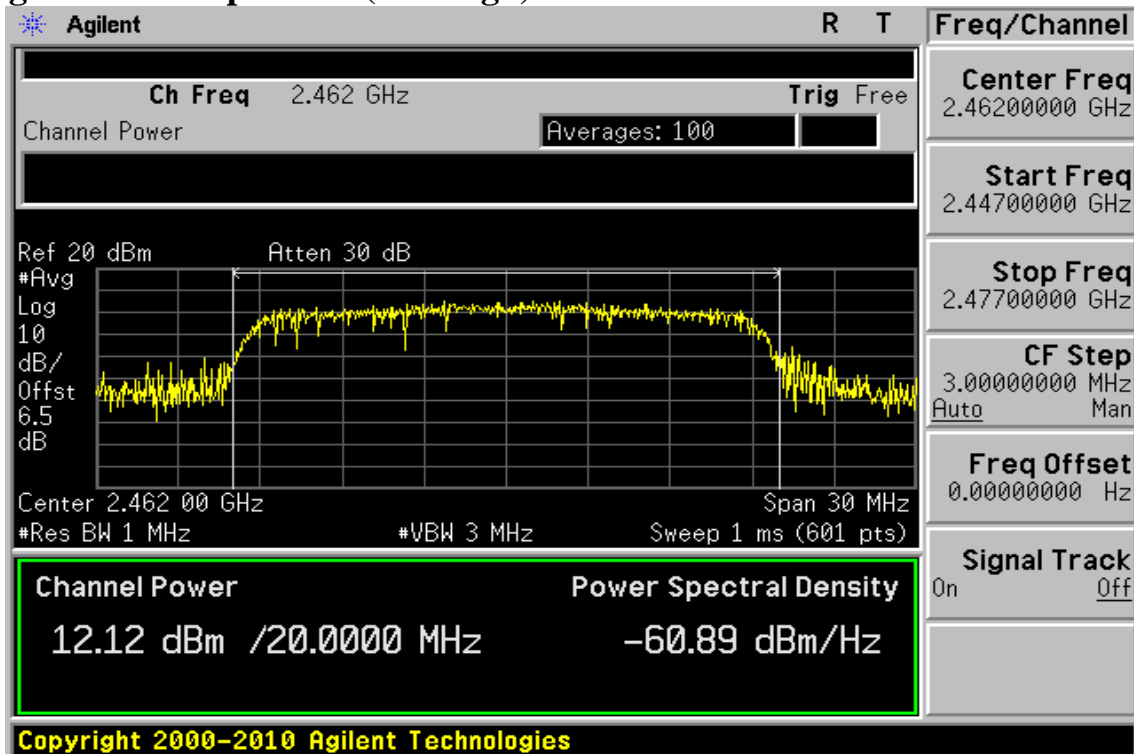 Agilent R T
Ch Freq 2.462 GHz Trig Free
Channel Power Averages: 100
Ref 20 dBm Atten 30 dB
#Avg
Log
10
dB/
Offst
6.5
dB
Center 2.462 00 GHz Span 30 MHz
#Res BW 1 MHz #VBW 3 MHz Sweep 1 ms (601 pts)
Channel Power Power Spectral Density
12.12 dBm /20.0000 MHz -60.89 dBm/Hz
Copyright 2000-2010 Agilent Technologies
Freq/Channel
Center Freq
2.46200000 GHz
Start Freq
2.44700000 GHz
Stop Freq
2.47700000 GHz
CF Step
3.00000000 MHz
Auto Man
Freq Offset
0.00000000 Hz
Signal Track
On Off